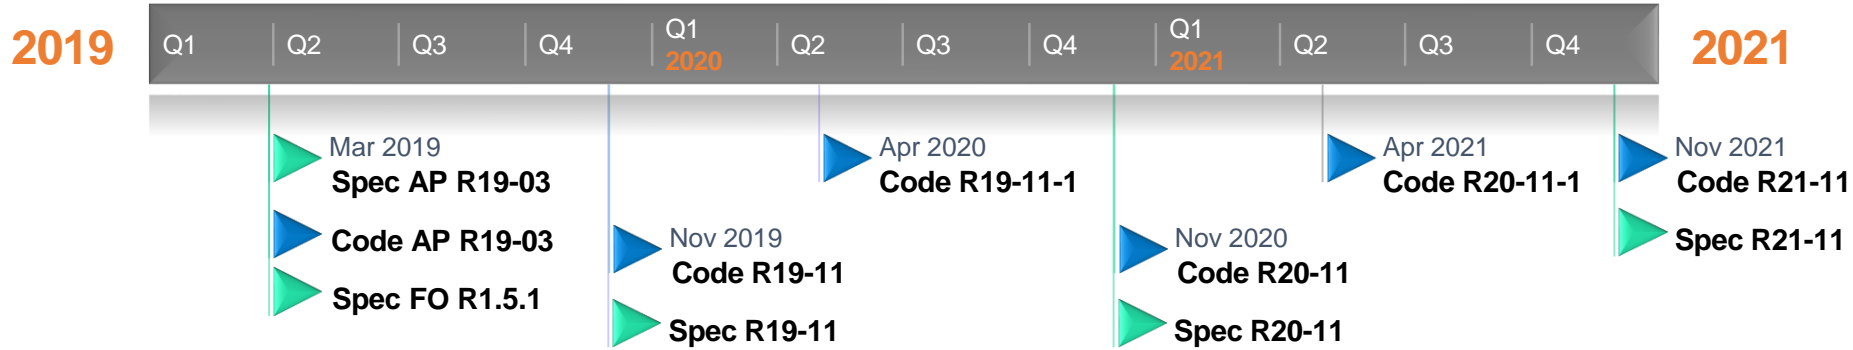 2019
Q1
Q2
Q3
Q4
Q1
2020
Q2
Q3
Q4
Q1
2021
Q2
Q3
Q4
2021
Mar 2019
Spec AP R19-03
Code AP R19-03
Spec FO R1.5.1
Nov 2019
Code R19-11
Spec R19-11
Apr 2020
Code R19-11-1
Nov 2020
Code R20-11
Spec R20-11
Apr 2021
Code R20-11-1
Nov 2021
Code R21-11
Spec R21-11